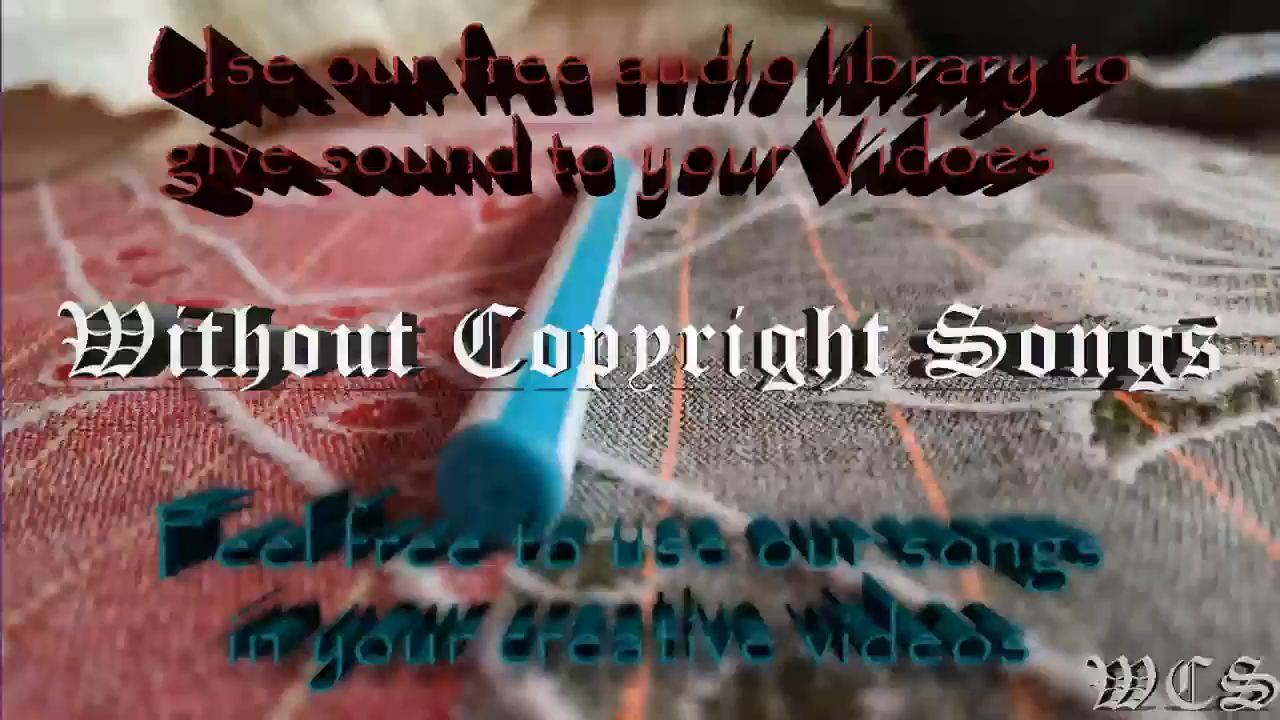 Use our free audio library to
give sound to your Vidoes
Without Copyright Songs
Feel free to use our songs
in your creative videos
WCS